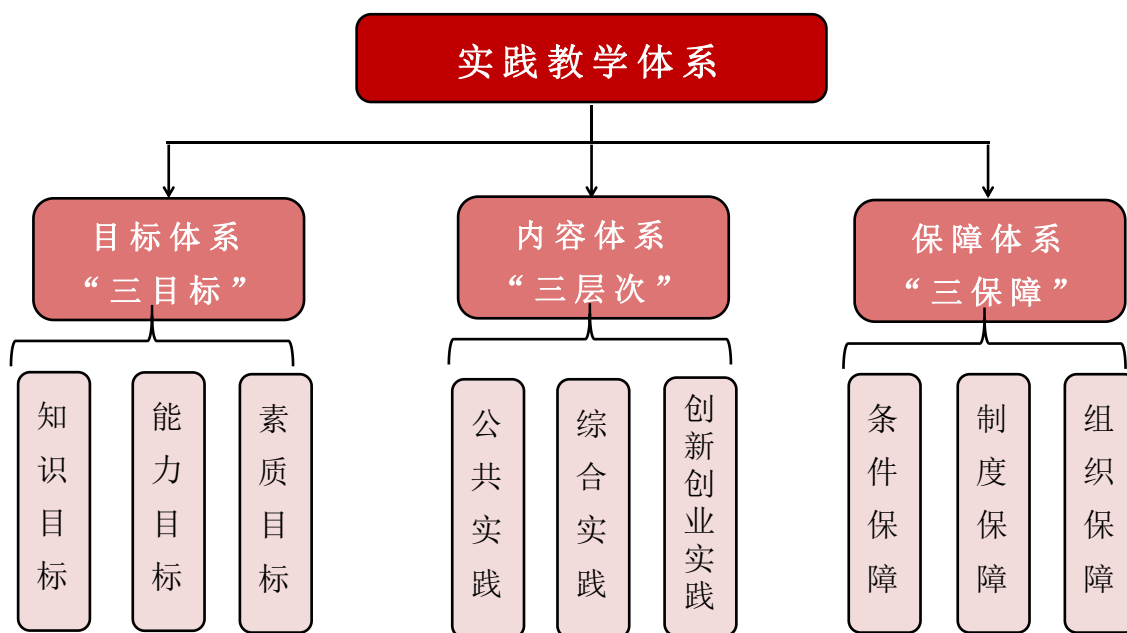 实践教学体系
目标体系
“三目标”
内容体系
“三层次”
保障体系
“三保障”
知识目标
能力目标
素质目标
公共实践
综合实践
创新创业实践
条件保障
制度保障
组织保障